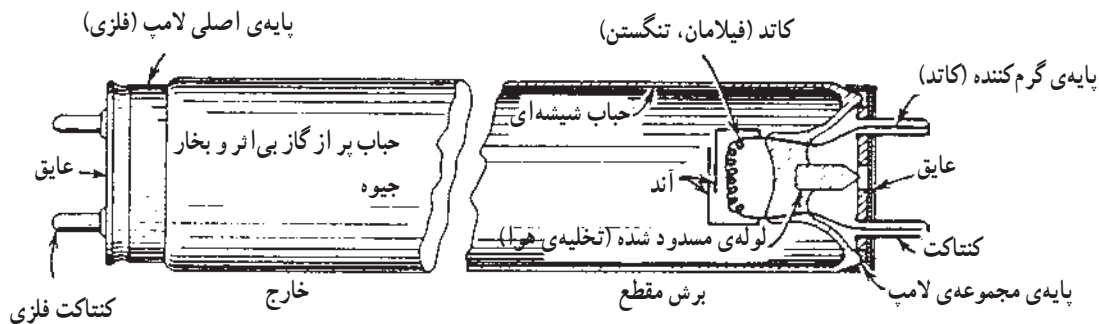 پایه‌ی اصلی لامپ (فلزی)
کاتد (فیلامان، تنگستن)
پایه‌ی گرم‌کننده (کاتد)
حباب شیشه‌ای
حباب پر از گاز بی‌اثر و بخار
جیوه
عایق
عایق
آند
لوله‌ی مسدود شده (تخلیه‌ی هوا)
کنتاکت
پایه‌ی مجموعه‌ی لامپ
برش مقطع
خارج
کنتاکت فلزی